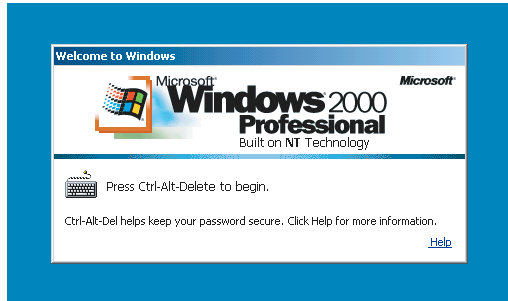 Welcome to Windows
Microsoft
Microsoft
Windows 2000
Professional
Built on NT Technology
Press Ctrl-Alt-Delete to begin.
Ctrl-Alt-Del helps keep your password secure. Click Help for more information.
Help